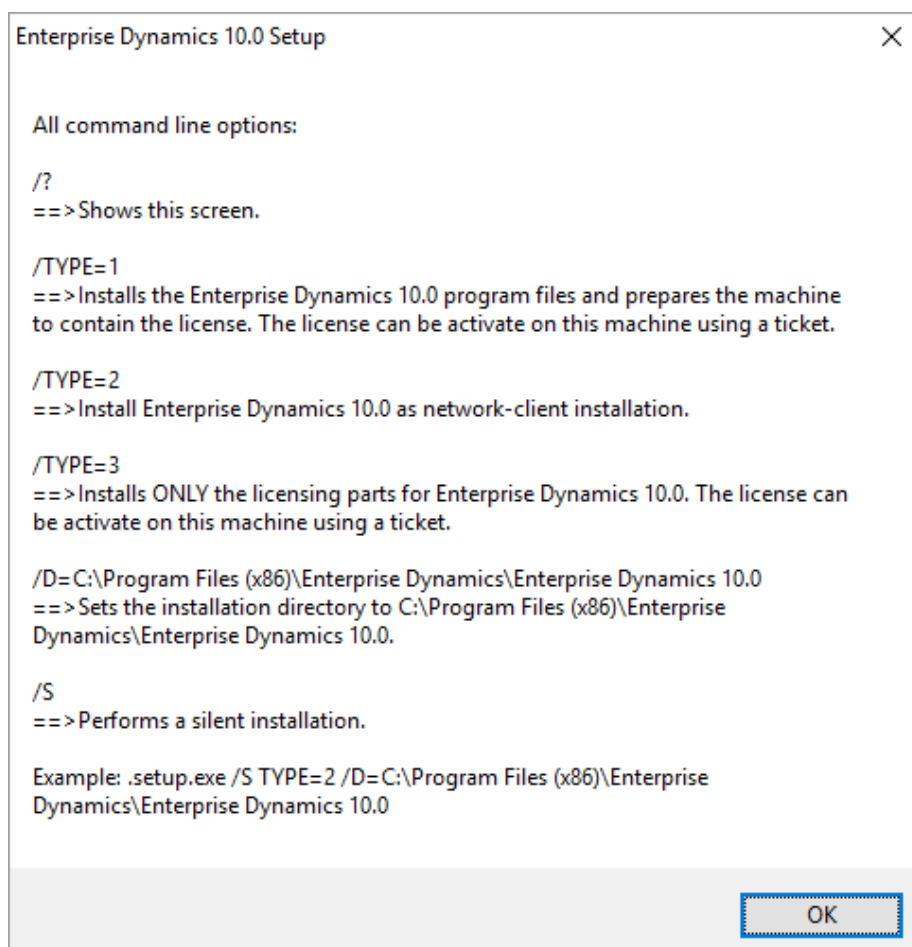 Enterprise Dynamics 10.0 Setup
All command line options:
/?
==>Shows this screen.
/TYPE=1
==>Installs the Enterprise Dynamics 10.0 program files and prepares the machine
to contain the license. The license can be activate on this machine using a ticket.
/TYPE=2
==>Install Enterprise Dynamics 10.0 as network-client installation.
/TYPE=3
==>Installs ONLY the licensing parts for Enterprise Dynamics 10.0. The license can
be activate on this machine using a ticket.
/D=C:\Program Files (x86)\Enterprise Dynamics\Enterprise Dynamics 10.0
==>Sets the installation directory to C:\Program Files (x86)\Enterprise
Dynamics\Enterprise Dynamics 10.0.
/S
==>Performs a silent installation.
Example: .setup.exe /S TYPE=2 /D=C:\Program Files (x86)\Enterprise
Dynamics\Enterprise Dynamics 10.0
OK